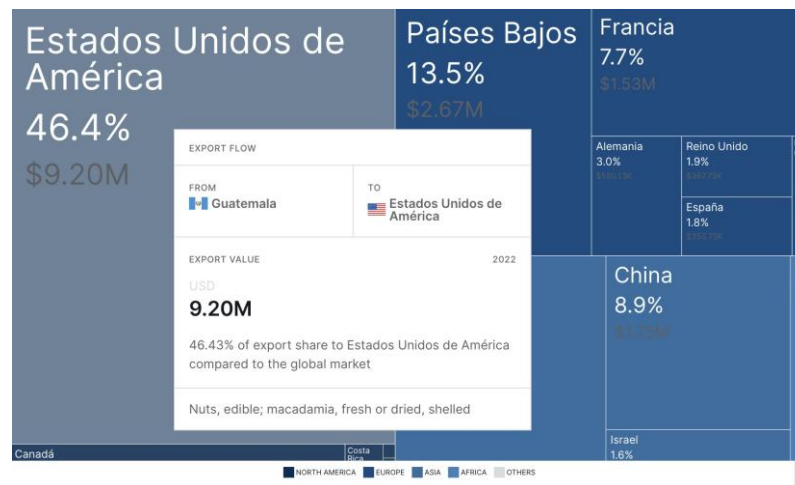 Estados Unidos de
América
46.4%
$9.20M
Países Bajos
13.5%
$2.67M
Francia
7.7%
$1.53M
Alemania
3.0%
Reino Unido
1.9%
España
1.8%
China
8.9%
Israel
1.6%
Canadá
Costa
Rica
EXPORT FLOW
FROM
Guatemala
TO
Estados Unidos de
América
EXPORT VALUE
2022
USD
9.20M
46.43% of export share to Estados Unidos de América
compared to the global market
Nuts, edible; macadamia, fresh or dried, shelled
NORTH AMERICA EUROPE ASIA AFRICA OTHERS